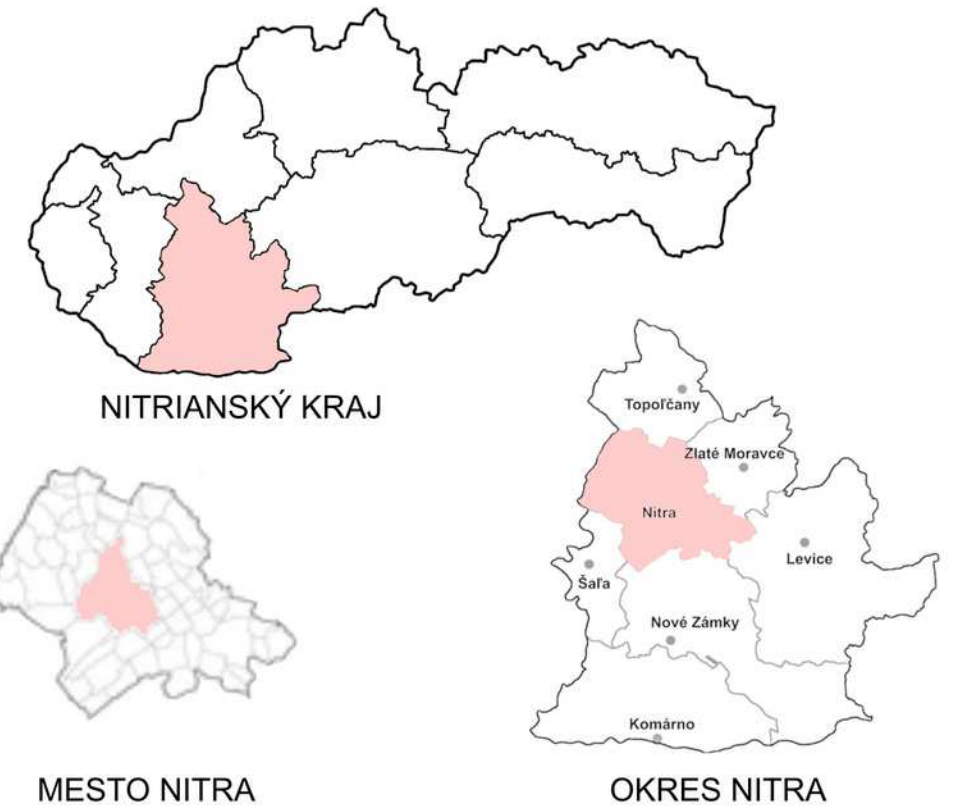 NITRIANSKÝ KRAJ
Topoľčany
Zlaté Moravce
Nitra
Levice
Šaľa
Nové Zámky
Komárno
MESTO NITRA
OKRES NITRA